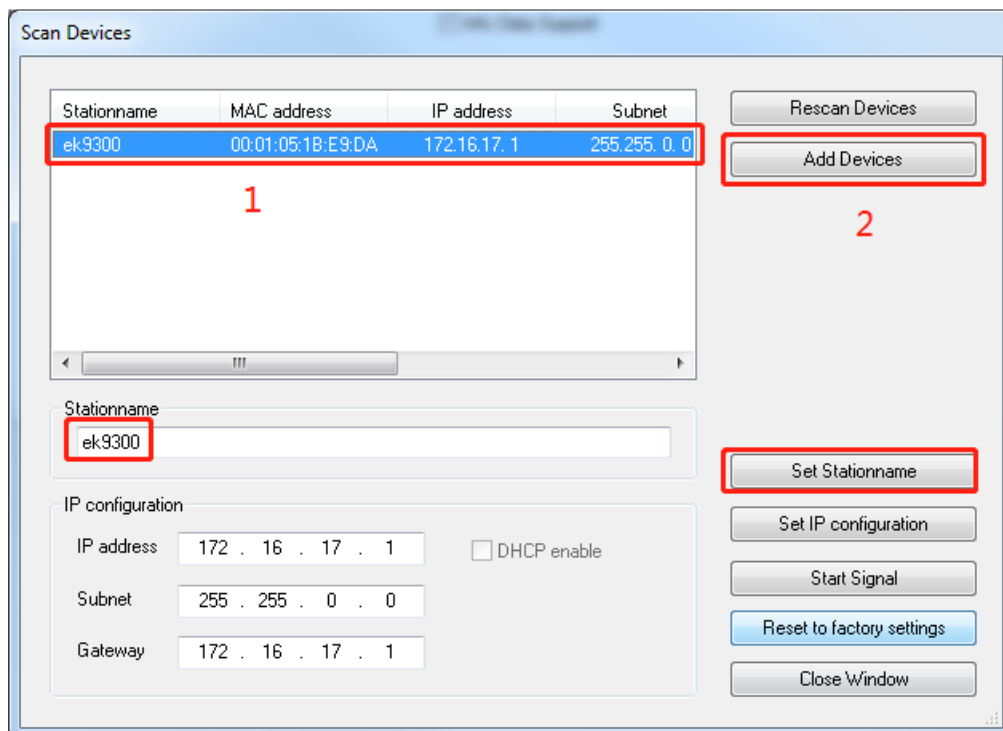 Scan Devices
Stationname MAC address IP address Subnet
ek9300 00:01:05:1B:E9:DA 172.16.17. 1 255.255. 0. 0
1
Rescan Devices
Add Devices
2
Stationname
ek9300
Set Stationname
IP configuration
IP address 172 . 16 . 17 . 1 DHCP enable
Subnet 255 . 255 . 0 . 0
Gateway 172 . 16 . 17 . 1
Set IP configuration
Start Signal
Reset to factory settings
Close Window